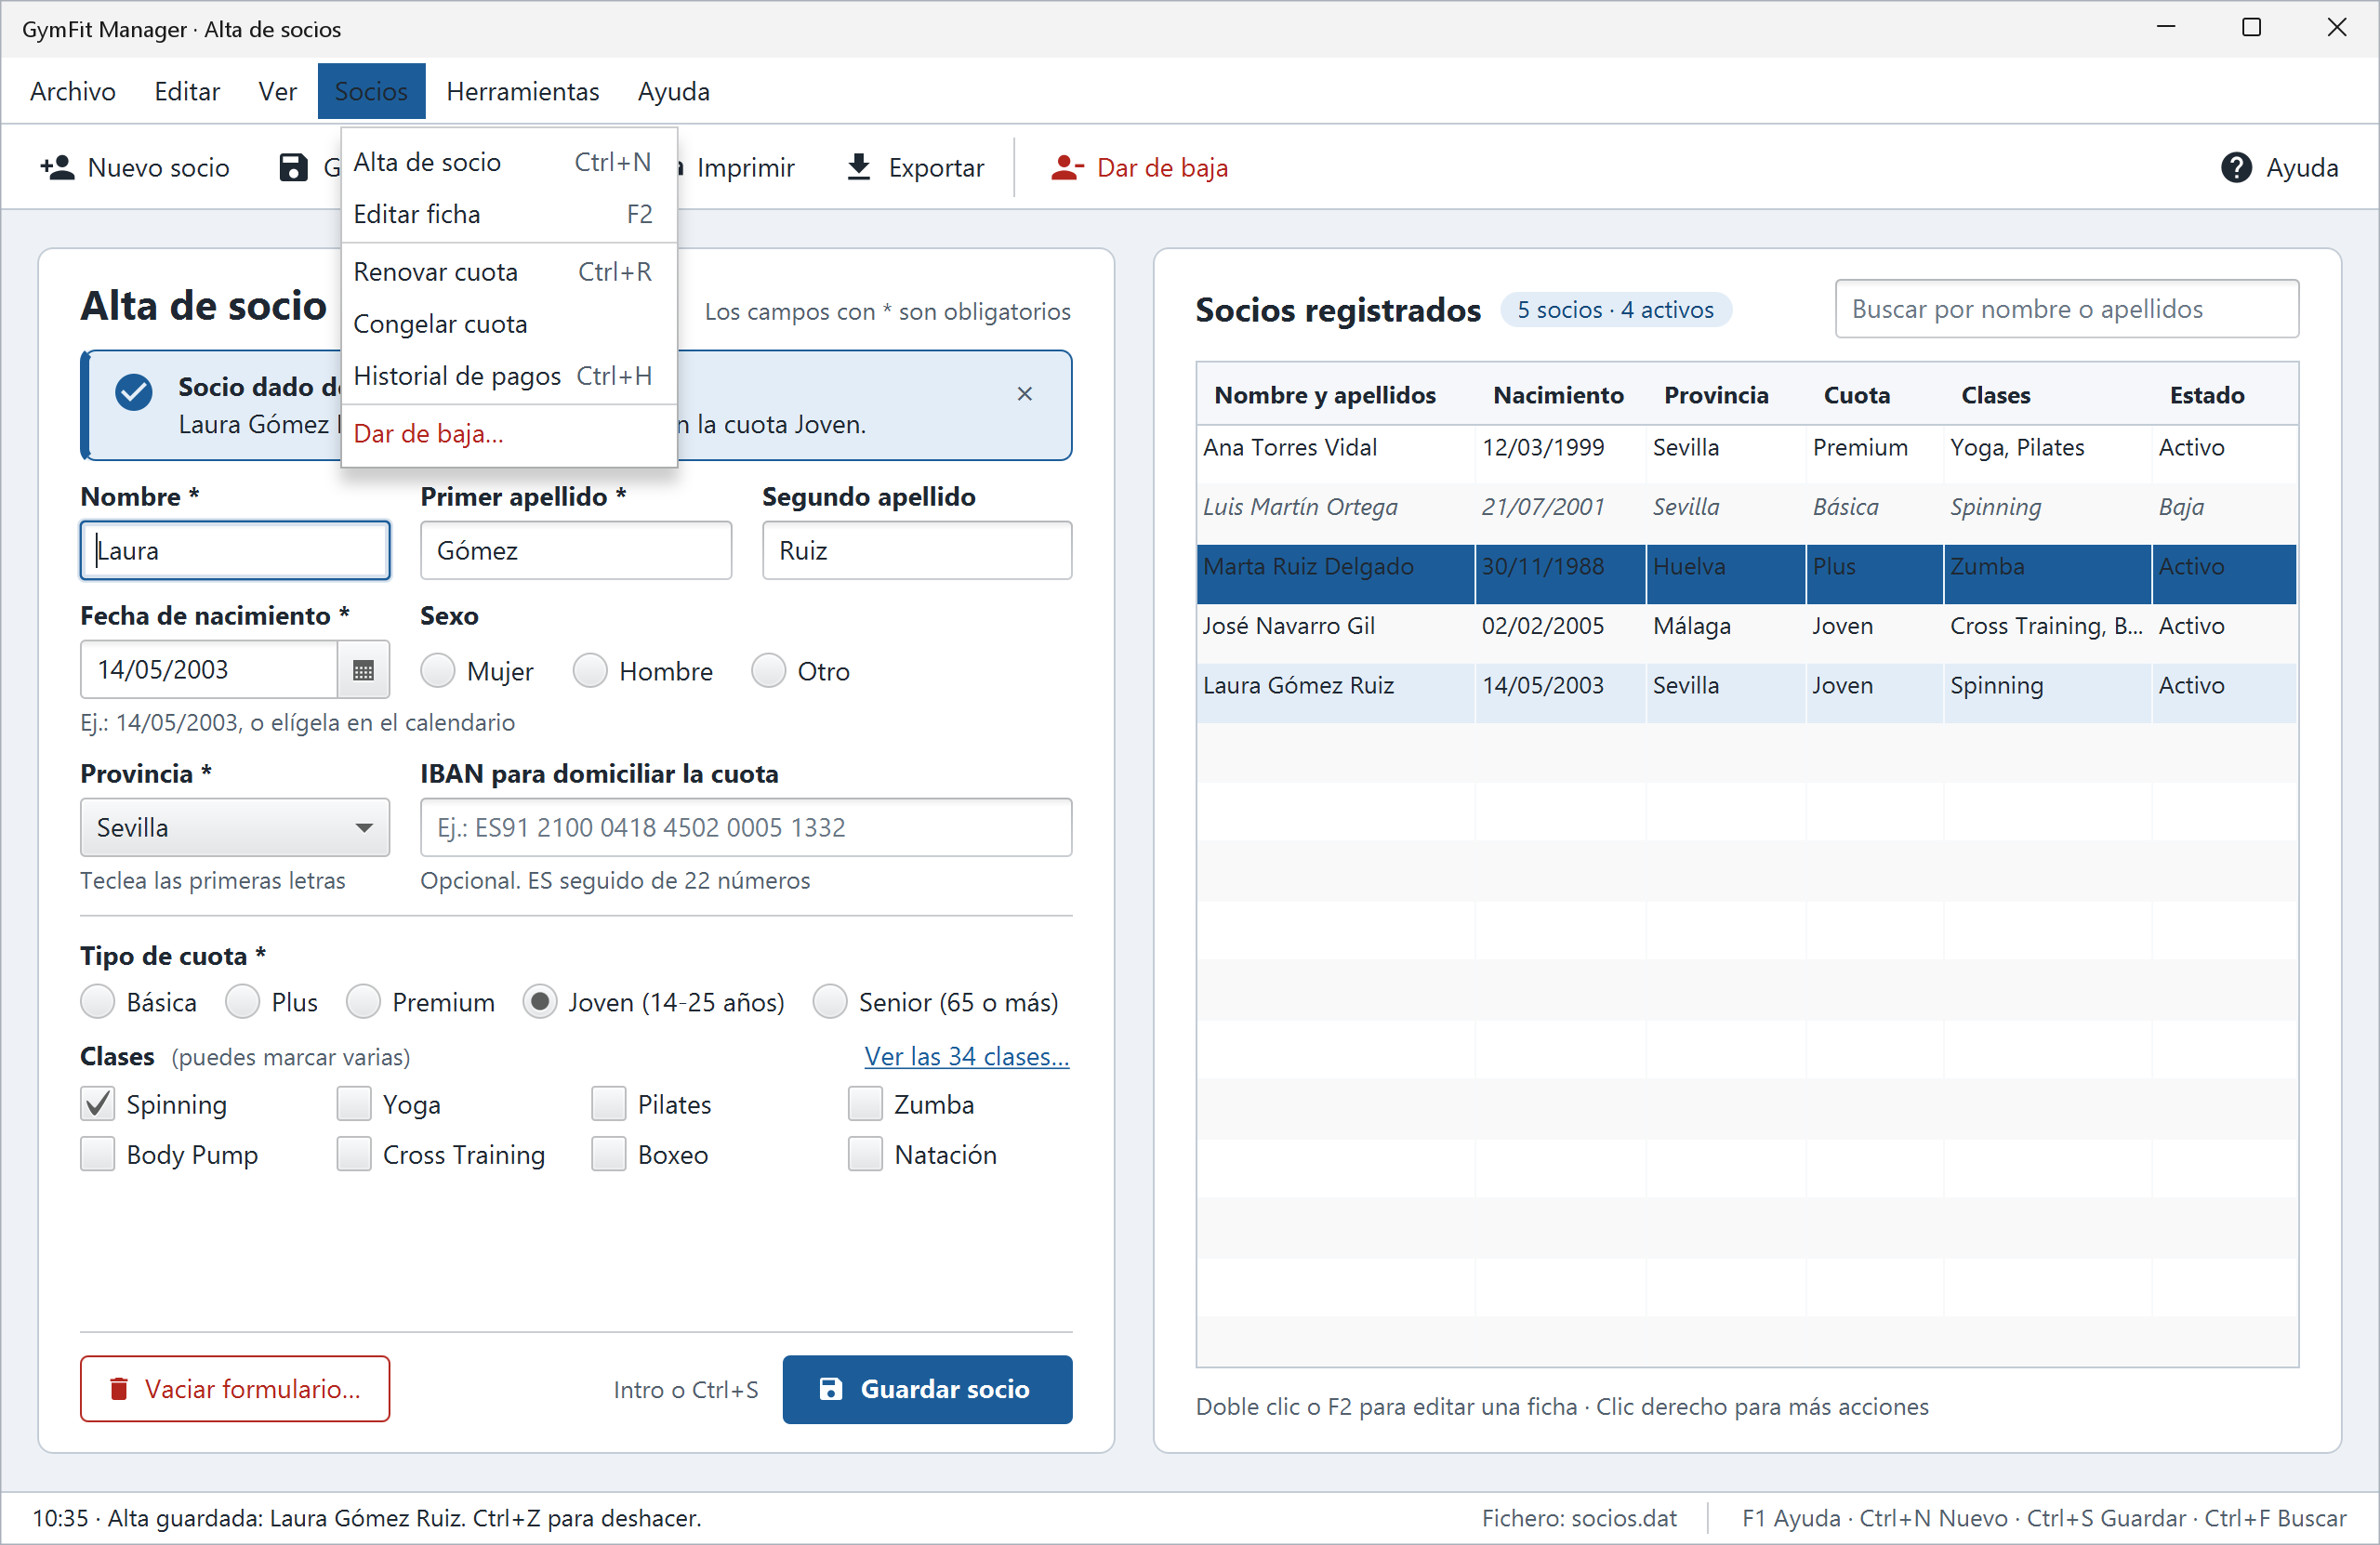 GymFit Manager · Alta de socios
Archivo Editar Ver Socios Herramientas Ayuda
Nuevo socio G Imprimir Exportar Dar de baja Ayuda
Alta de socio Ctrl+N
Editar ficha F2
Renovar cuota Ctrl+R
Congelar cuota
Historial de pagos Ctrl+H
Dar de baja...
Alta de socio Los campos con * son obligatorios
Socio dado d
Laura Gómez n la cuota Joven.
Nombre * Primer apellido * Segundo apellido
Laura Gómez Ruiz
Fecha de nacimiento * Sexo
14/05/2003 Mujer Hombre Otro
Ej.: 14/05/2003, o elígela en el calendario
Provincia * IBAN para domiciliar la cuota
Sevilla Ej.: ES91 2100 0418 4502 0005 1332
Teclea las primeras letras Opcional. ES seguido de 22 números
Tipo de cuota *
Básica Plus Premium Joven (14-25 años) Senior (65 o más)
Clases (puedes marcar varias) Ver las 34 clases...
Spinning Yoga Pilates Zumba
Body Pump Cross Training Boxeo Natación
Vaciar formulario... Intro o Ctrl+S Guardar socio
Socios registrados 5 socios · 4 activos Buscar por nombre o apellidos
Nombre y apellidos Nacimiento Provincia Cuota Clases Estado
Ana Torres Vidal 12/03/1999 Sevilla Premium Yoga, Pilates Activo
Luis Martín Ortega 21/07/2001 Sevilla Básica Spinning Baja
Marta Ruiz Delgado 30/11/1988 Huelva Plus Zumba Activo
José Navarro Gil 02/02/2005 Málaga Joven Cross Training, B... Activo
Laura Gómez Ruiz 14/05/2003 Sevilla Joven Spinning Activo
Doble clic o F2 para editar una ficha · Clic derecho para más acciones
10:35 · Alta guardada: Laura Gómez Ruiz. Ctrl+Z para deshacer. Fichero: socios.dat F1 Ayuda · Ctrl+N Nuevo · Ctrl+S Guardar · Ctrl+F Buscar